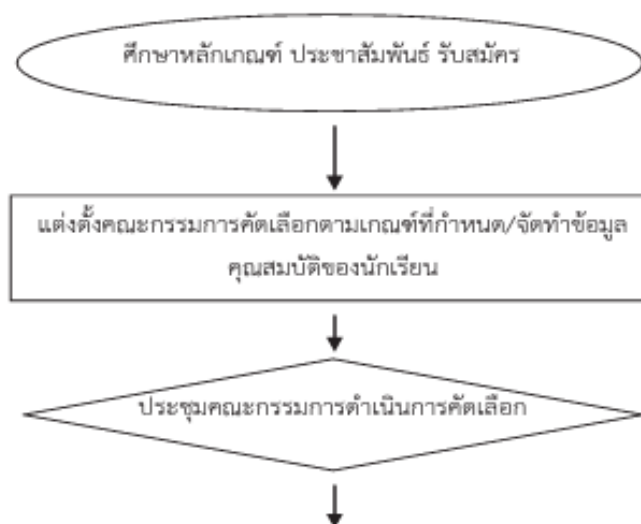 ศึกษาหลักเกณฑ์ ประชาสัมพันธ์ รับสมัคร
แต่งตั้งคณะกรรมการคัดเลือกตามเกณฑ์ที่กำหนด/จัดทำข้อมูล
คุณสมบัติของนักเรียน
ประชุมคณะกรรมการดำเนินการคัดเลือก